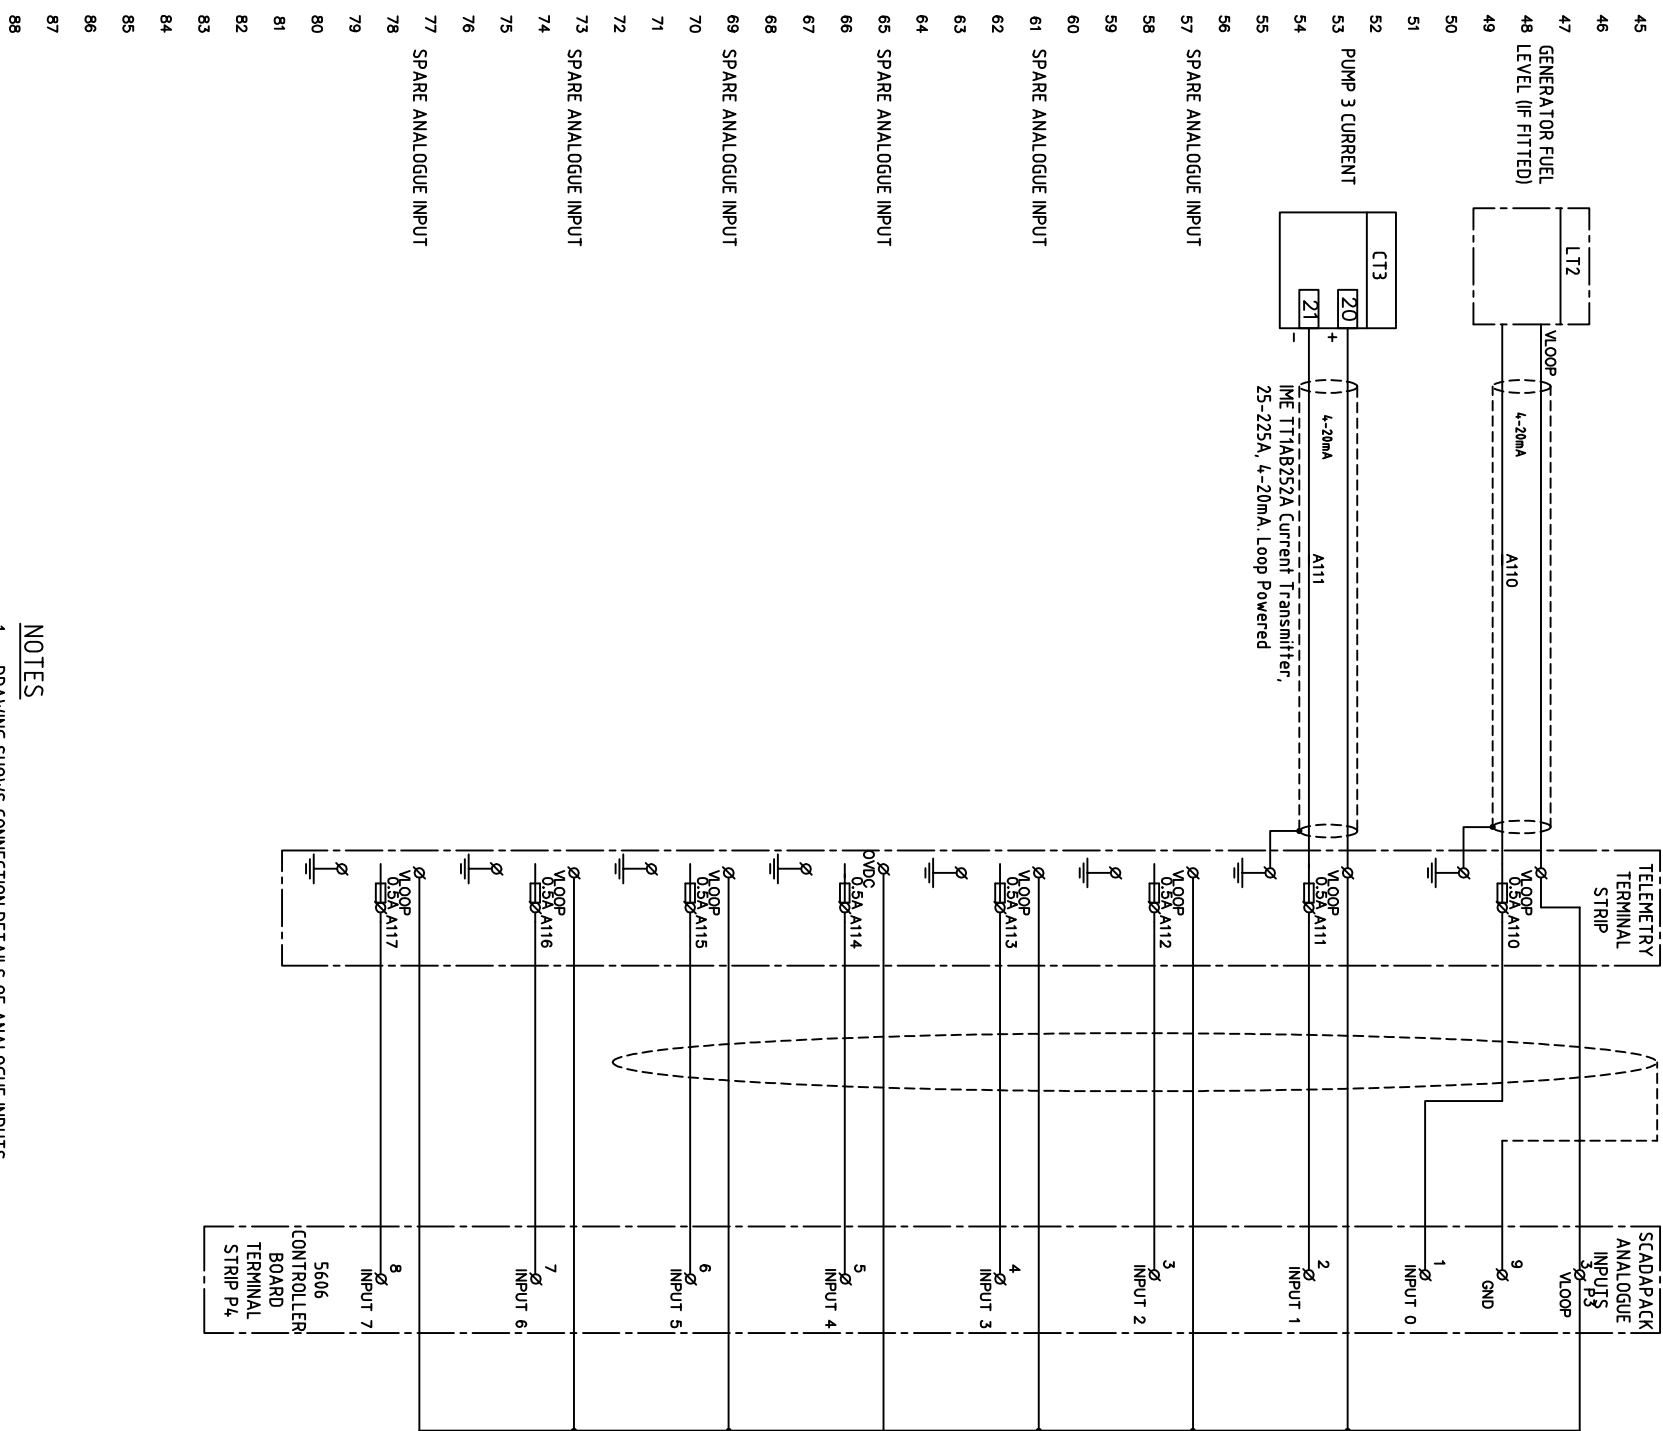 45
46
47
48
49
50
51
52
53
54
55
56
57
58
59
60
61
62
63
64
65
66
67
68
69
70
71
72
73
74
75
76
77
78
79
80
81
82
83
84
85
86
87
88
GENERATOR FUEL
LEVEL (IF FITTED)
LT2
VLOOP
4-20mA
A110
TELEMETRY
TERMINAL
STRIP
VLOOP
0.5A A110
SCADAPACK
ANALOGUE
INPUTS
P3
3
VLOOP
9
GND
1
INPUT 0
PUMP 3 CURRENT
CT3
20
21
+
-
4-20mA
A111
IME TT1AB252A Current Transmitter,
25-225A, 4-20mA. Loop Powered
VLOOP
0.5A A111
2
INPUT 1
SPARE ANALOGUE INPUT
VLOOP
0.5A A112
3
INPUT 2
SPARE ANALOGUE INPUT
VLOOP
0.5A A113
4
INPUT 3
SPARE ANALOGUE INPUT
0VDC
0.5A A114
5
INPUT 4
SPARE ANALOGUE INPUT
VLOOP
0.5A A115
6
INPUT 5
SPARE ANALOGUE INPUT
VLOOP
0.5A A116
7
INPUT 6
SPARE ANALOGUE INPUT
VLOOP
0.5A A117
8
INPUT 7
5606
CONTROLLER
BOARD
TERMINAL
STRIP P4
NOTES
1. DRAWING SHOWS CONNECTION DETAILS OF ANALOGUE INPUTS